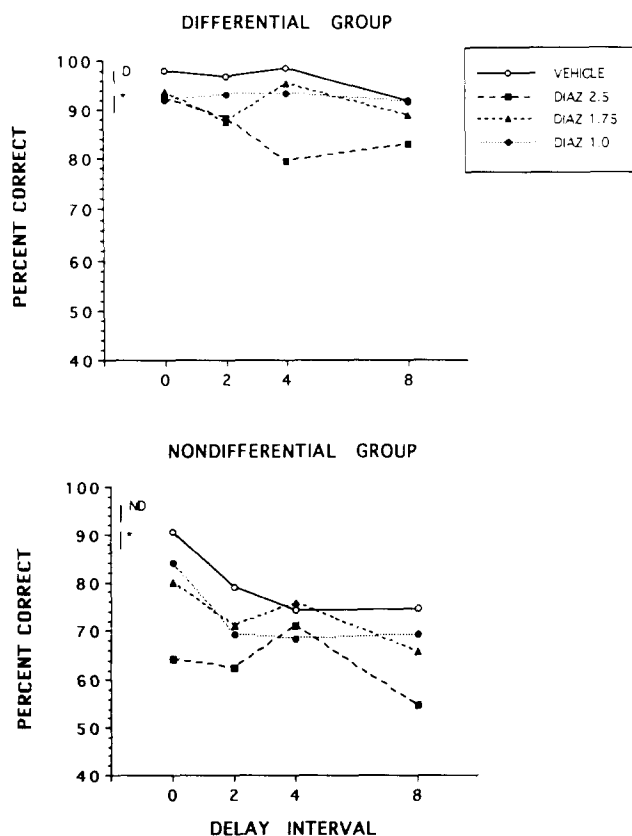 DIFFERENTIAL GROUP
PERCENT CORRECT
100
90
80
70
60
50
40
D
*
0 2 4 8
VEHICLE
DIAZ 2.5
DIAZ 1.75
DIAZ 1.0
NONDIFFERENTIAL GROUP
PERCENT CORRECT
100
90
80
70
60
50
40
ND
*
0 2 4 8
DELAY INTERVAL